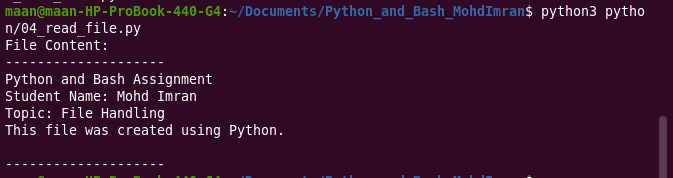 maan@maan-HP-ProBook-440-G4:~/Documents/Python_and_Bash_MohdImran$ python3 pytho
n/04_read_file.py
File Content:
--------------------
Python and Bash Assignment
Student Name: Mohd Imran
Topic: File Handling
This file was created using Python.
--------------------